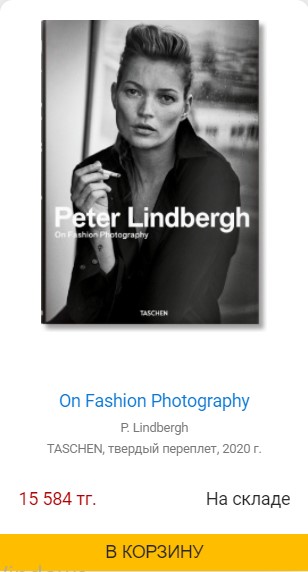 Peter Lindbergh
On Fashion Photography
TASCHEN
On Fashion Photography
P. Lindbergh
TASCHEN, твердый переплет, 2020 г.
15 584 тг.
На складе
В КОРЗИНУ